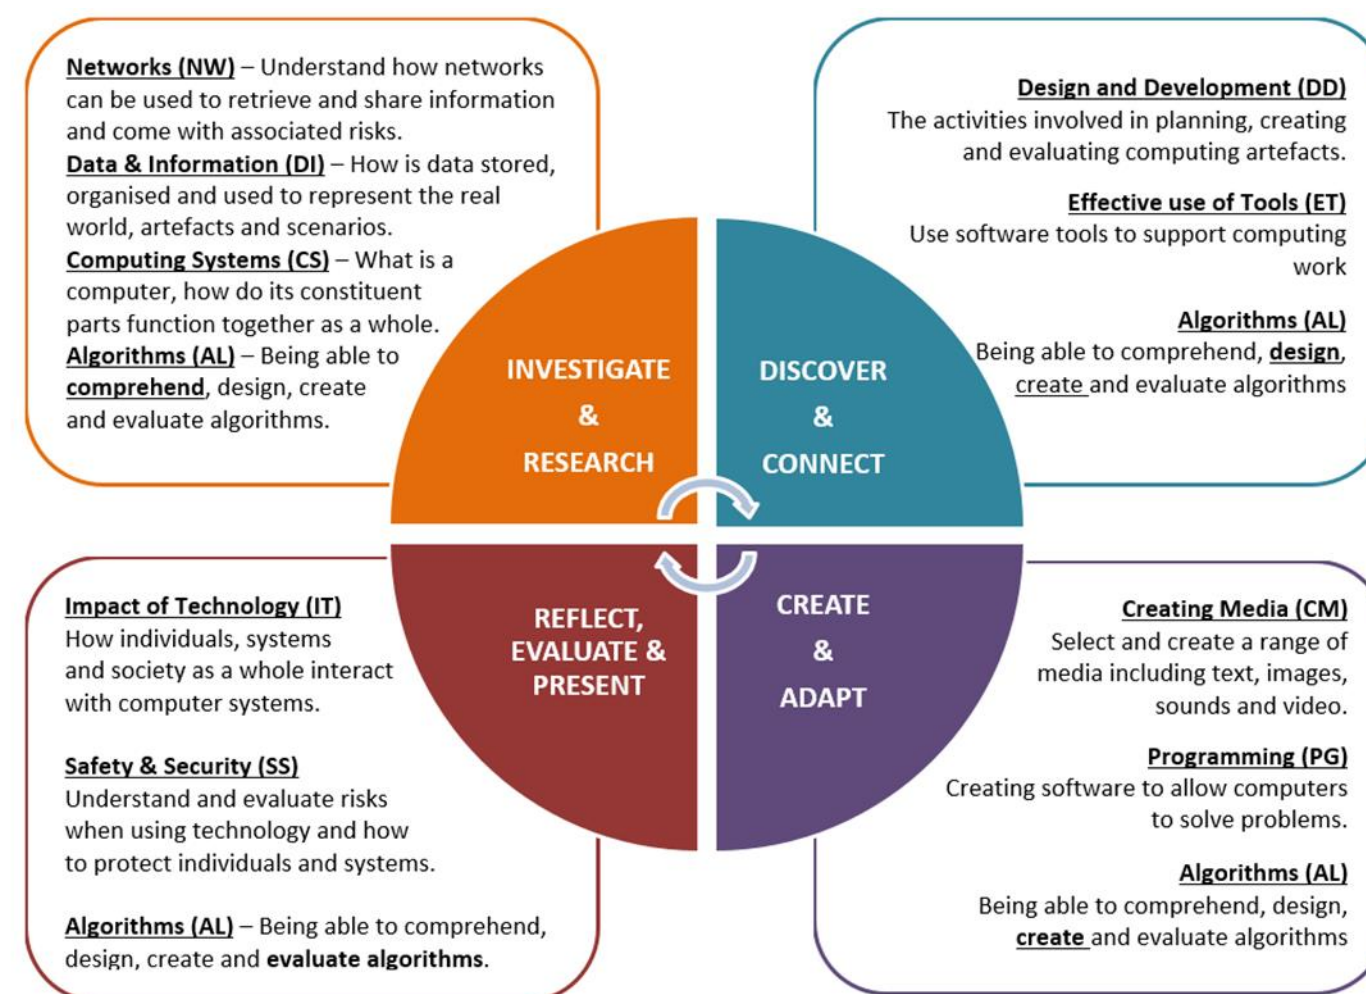 Networks (NW) – Understand how networks
can be used to retrieve and share information
and come with associated risks.
Data & Information (DI) – How is data stored,
organised and used to represent the real
world, artefacts and scenarios.
Computing Systems (CS) – What is a
computer, how do its constituent
parts function together as a whole.
Algorithms (AL) – Being able to
comprehend, design, create
and evaluate algorithms.
Design and Development (DD)
The activities involved in planning, creating
and evaluating computing artefacts.
Effective use of Tools (ET)
Use software tools to support computing
work
Algorithms (AL)
Being able to comprehend, design,
create and evaluate algorithms
INVESTIGATE
&
RESEARCH
DISCOVER
&
CONNECT
REFLECT,
EVALUATE &
PRESENT
CREATE
&
ADAPT
Impact of Technology (IT)
How individuals, systems
and society as a whole interact
with computer systems.
Safety & Security (SS)
Understand and evaluate risks
when using technology and how
to protect individuals and systems.
Algorithms (AL) – Being able to comprehend,
design, create and evaluate algorithms.
Creating Media (CM)
Select and create a range of
media including text, images,
sounds and video.
Programming (PG)
Creating software to allow computers
to solve problems.
Algorithms (AL)
Being able to comprehend, design,
create and evaluate algorithms